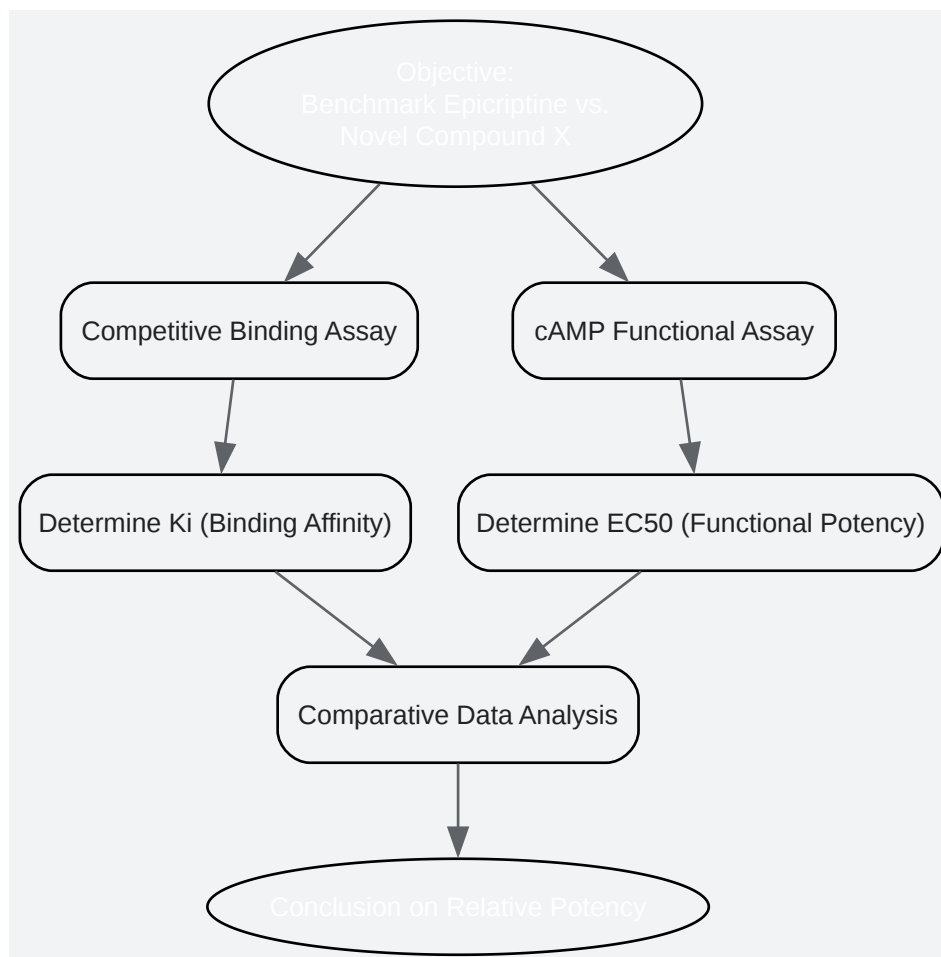 Objective:
Benchmark Epicriptine vs.
Novel Compound X
Competitive Binding Assay
cAMP Functional Assay
Determine Ki (Binding Affinity)
Determine EC50 (Functional Potency)
Comparative Data Analysis
Conclusion on Relative Potency